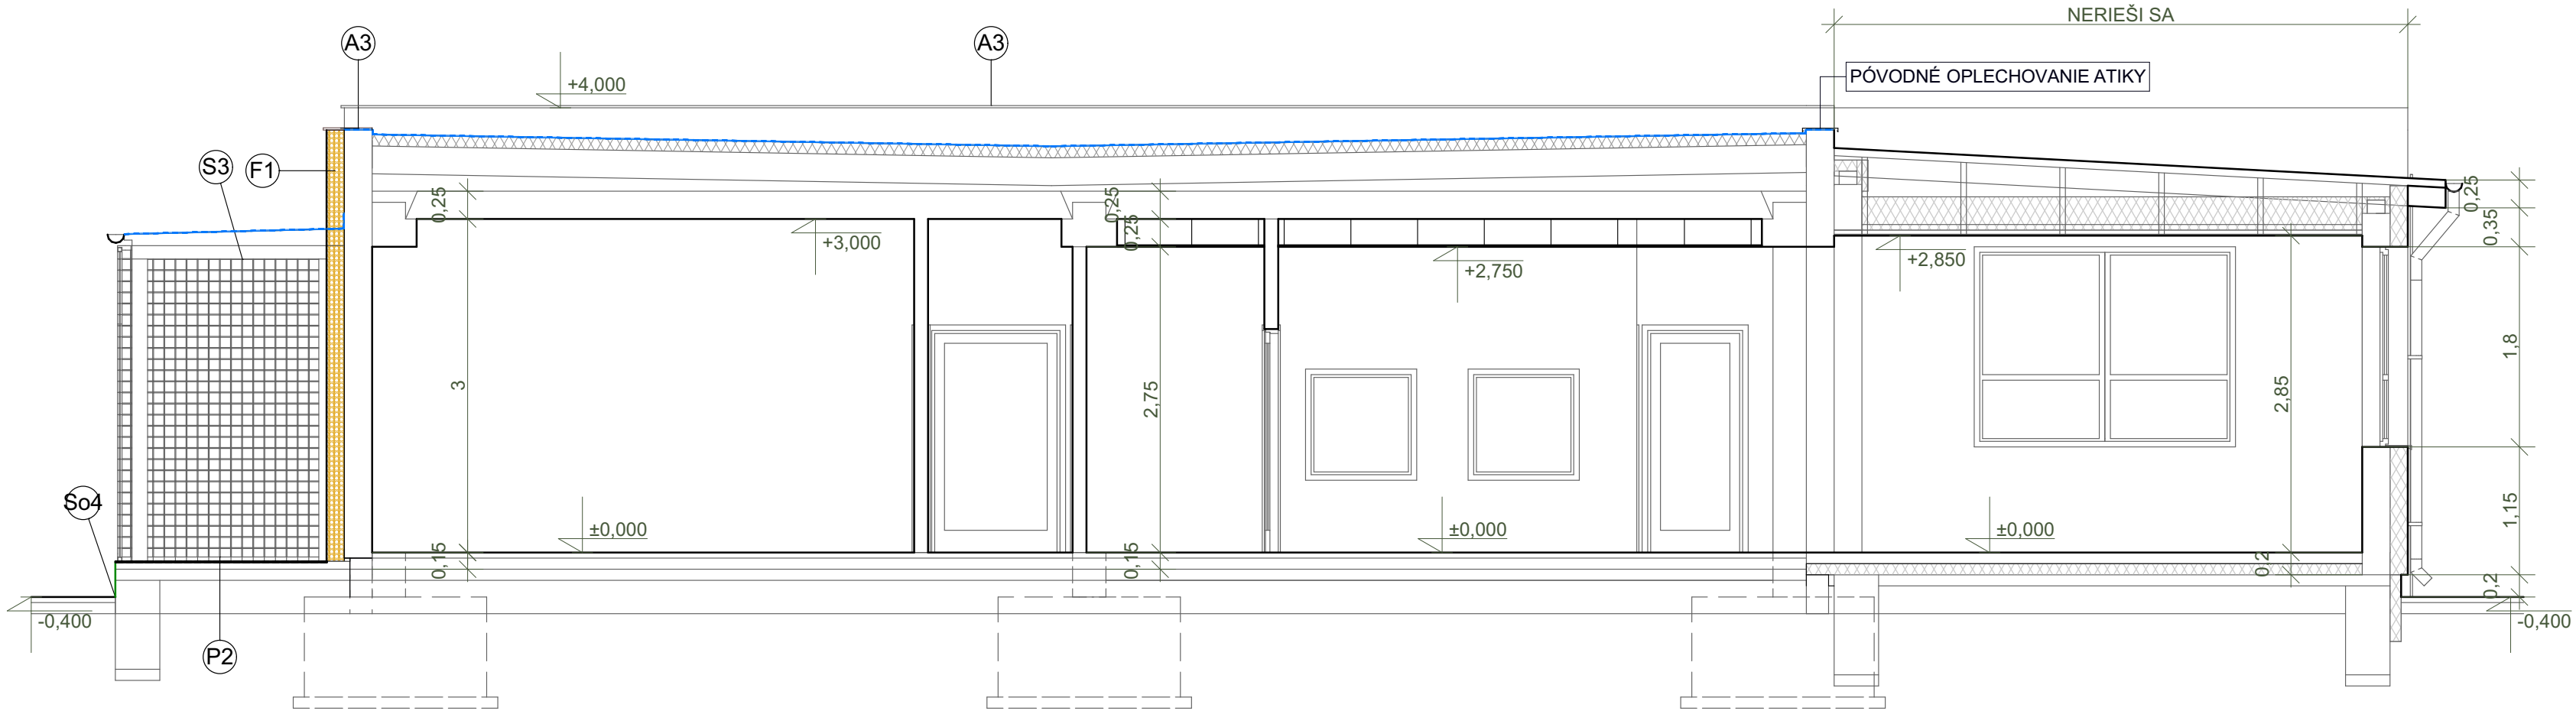 NERIEŠI SA
A3
A3
PÓVODNÉ OPLECHOVANIE ATIKY
+4,000
S3
F1
0,25
0,25
0,25
0,25
0,35
+3,000
+2,750
+2,850
3
2,75
2,85
1,8
So4
1,15
±0,000
±0,000
±0,000
0,15
0,15
0,2
0,2
-0,400
-0,400
P2